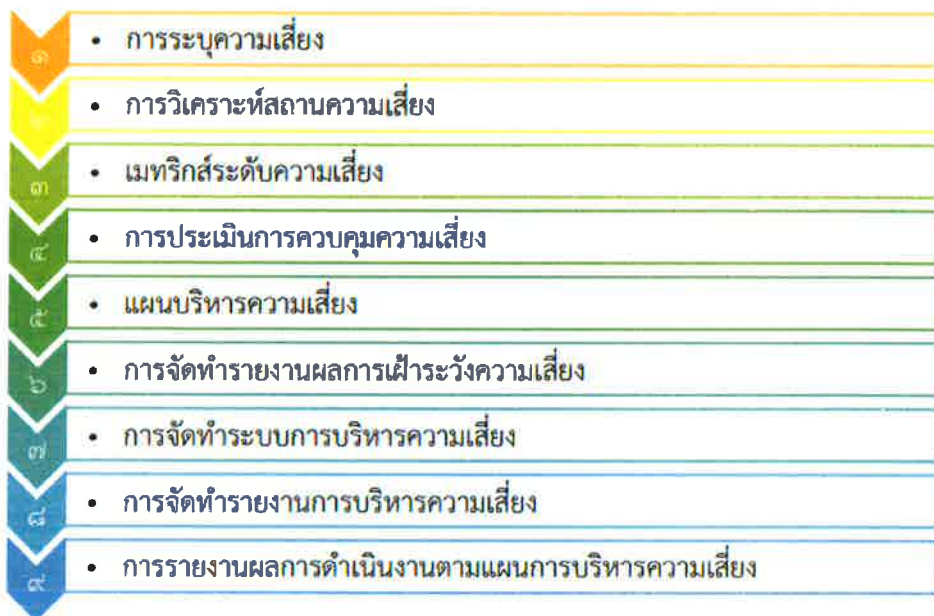 ๑ • การระบุความเสี่ยง
๒ • การวิเคราะห์สถานความเสี่ยง
๓ • เมทริกส์ระดับความเสี่ยง
๔ • การประเมินการควบคุมความเสี่ยง
๕ • แผนบริหารความเสี่ยง
๖ • การจัดทำรายงานผลการเฝ้าระวังความเสี่ยง
๗ • การจัดทำระบบการบริหารความเสี่ยง
๘ • การจัดทำรายงานการบริหารความเสี่ยง
๙ • การรายงานผลการดำเนินงานตามแผนการบริหารความเสี่ยง